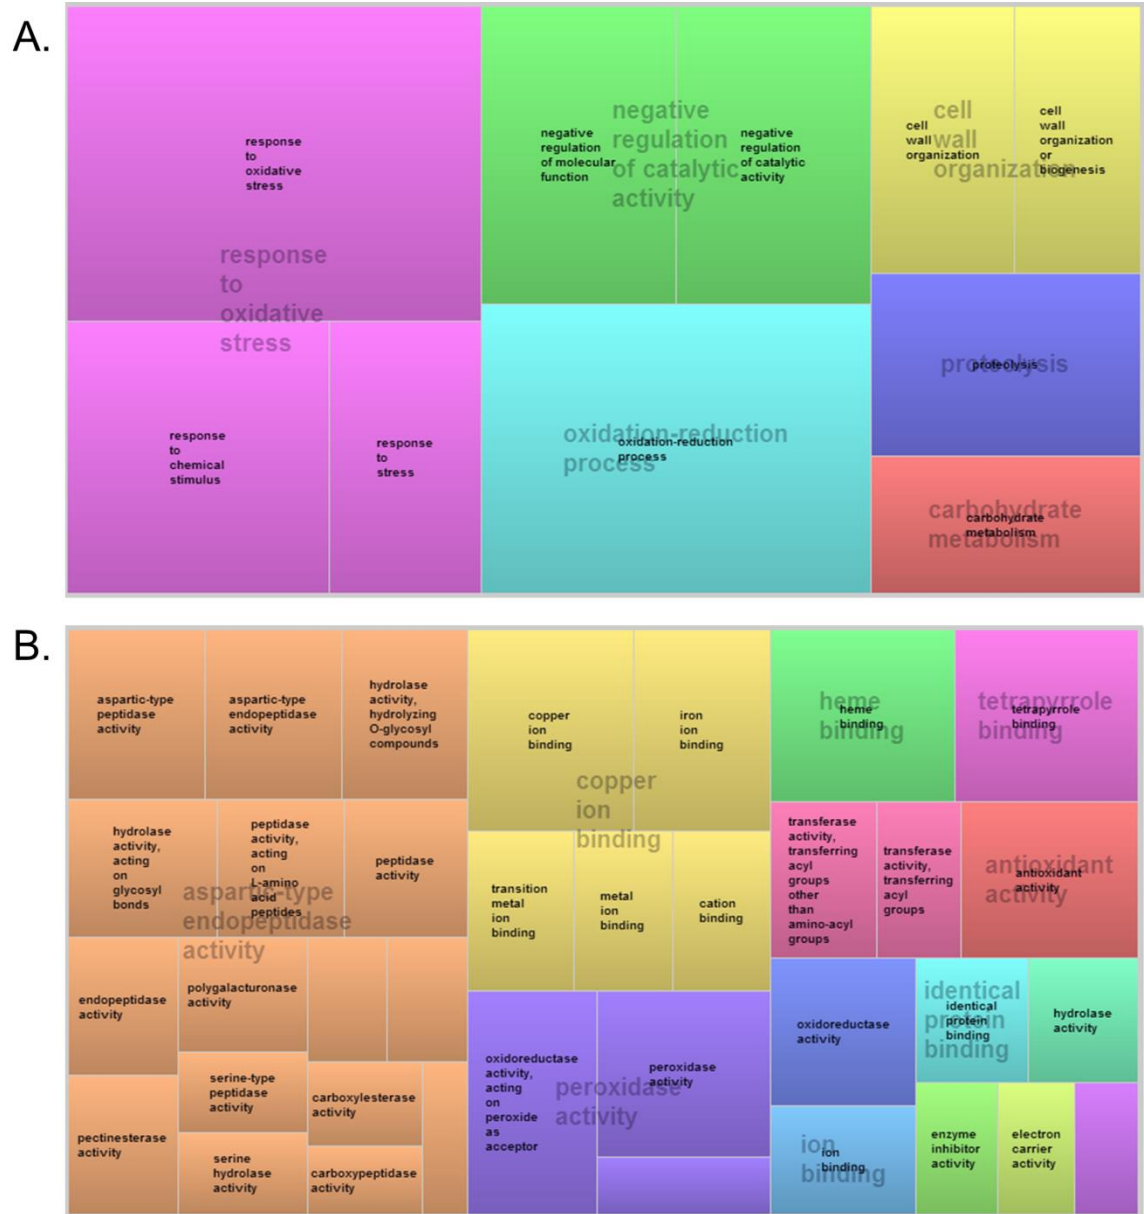 A.
response
to
oxidative
stress
response
to
oxidative
stress
response
to
chemical
stimulus
response
to
stress
negative
regulation
of molecular
function
negative
regulation
of catalytic
activity
negative
regulation
of catalytic
activity
oxidation-reduction
process
oxidation-reduction
process
cell
wall
organization
cell
wall
organization
cell
wall
organization
or
biogenesis
proteolysis
proteolysis
carbohydrate
metabolism
carbohydrate
metabolism
B.
aspartic-type
peptidase
activity
aspartic-type
endopeptidase
activity
hydrolase
activity,
hydrolyzing
O-glycosyl
compounds
hydrolase
activity,
acting
on
glycosyl
bonds
peptidase
activity,
acting
on
L-amino
acid
peptides
peptidase
activity
aspartic-type
endopeptidase
activity
endopeptidase
activity
polygalacturonase
activity
serine-type
peptidase
activity
carboxylesterase
activity
pectinesterase
activity
serine
hydrolase
activity
carboxypeptidase
activity
copper
ion
binding
iron
ion
binding
copper
ion
binding
transition
metal
ion
binding
metal
ion
binding
cation
binding
oxidoreductase
activity,
acting
on
peroxide
as
acceptor
peroxidase
activity
peroxidase
activity
heme
binding
heme
binding
tetrapyrrole
binding
tetrapyrrole
binding
transferase
activity,
transferring
acyl
groups
other
than
amino-acyl
groups
transferase
activity,
transferring
acyl
groups
antioxidant
activity
antioxidant
activity
oxidoreductase
activity
identical
protein
binding
identical
protein
binding
hydrolase
activity
ion
binding
ion
binding
enzyme
inhibitor
activity
electron
carrier
activity